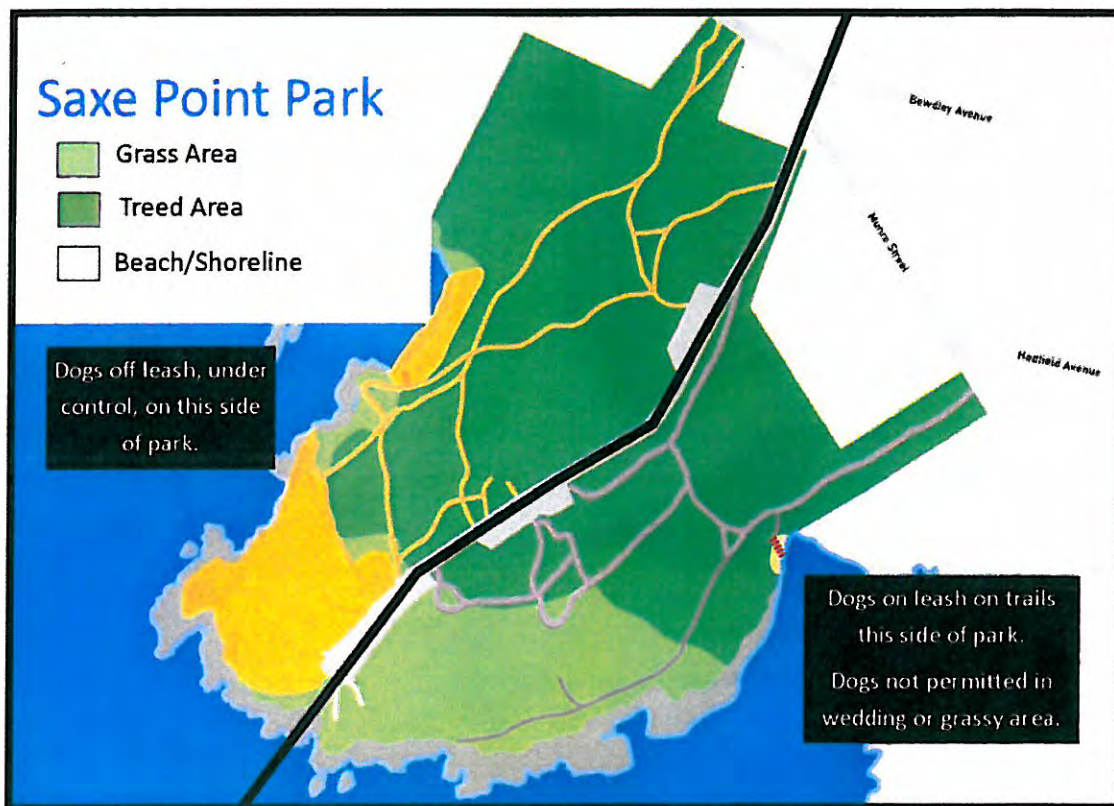 Saxe Point Park
Grass Area
Treed Area
Beach/Shoreline
Bewdley Avenue
Munro Street
Hadfield Avenue
Dogs off leash, under
control, on this side
of park.
Dogs on leash on trails
this side of park.
Dogs not permitted in
wedding or grassy area.